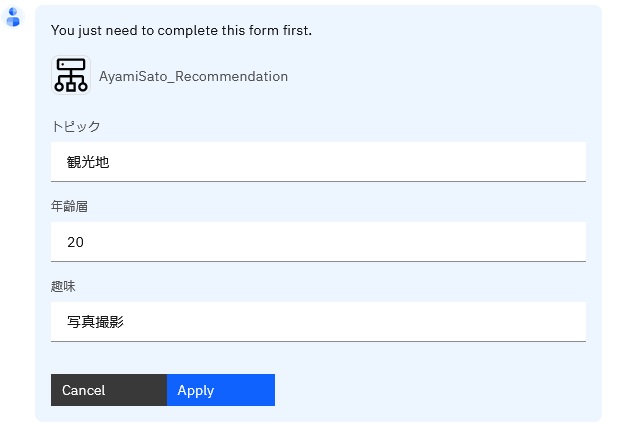 You just need to complete this form first.
AyamiSato_Recommendation
トピック
観光地
年齢層
20
趣味
写真撮影
Cancel
Apply